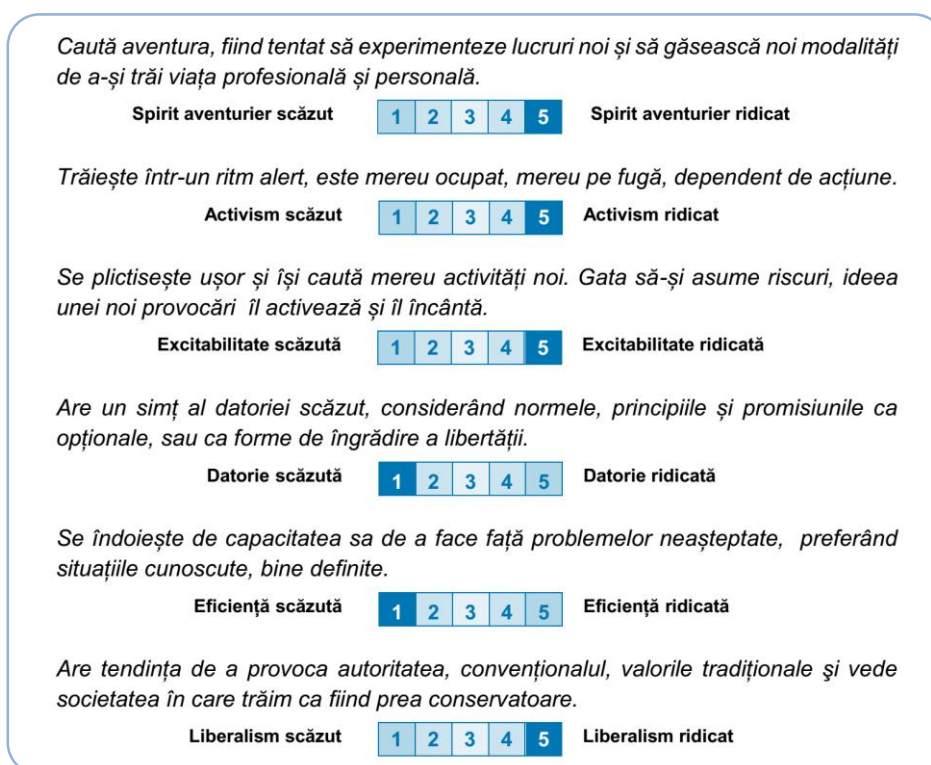 Caută aventura, fiind tentat să experimenteze lucruri noi și să găsească noi modalități
de a-și trăi viața profesională și personală.
Spirit aventurier scăzut 1 2 3 4 5 Spirit aventurier ridicat
Trăiește într-un ritm alert, este mereu ocupat, mereu pe fugă, dependent de acțiune.
Activism scăzut 1 2 3 4 5 Activism ridicat
Se plictisește ușor și își caută mereu activități noi. Gata să-și asume riscuri, ideea
unei noi provocări îl activează și îl încântă.
Excitabilitate scăzută 1 2 3 4 5 Excitabilitate ridicată
Are un simț al datoriei scăzut, considerând normele, principiile și promisiunile ca
opționale, sau ca forme de îngrădire a libertății.
Datorie scăzută 1 2 3 4 5 Datorie ridicată
Se îndoiește de capacitatea sa de a face față problemelor neașteptate, preferând
situațiile cunoscute, bine definite.
Eficiență scăzută 1 2 3 4 5 Eficiență ridicată
Are tendința de a provoca autoritatea, convenționalul, valorile tradiționale şi vede
societatea în care trăim ca fiind prea conservatoare.
Liberalism scăzut 1 2 3 4 5 Liberalism ridicat